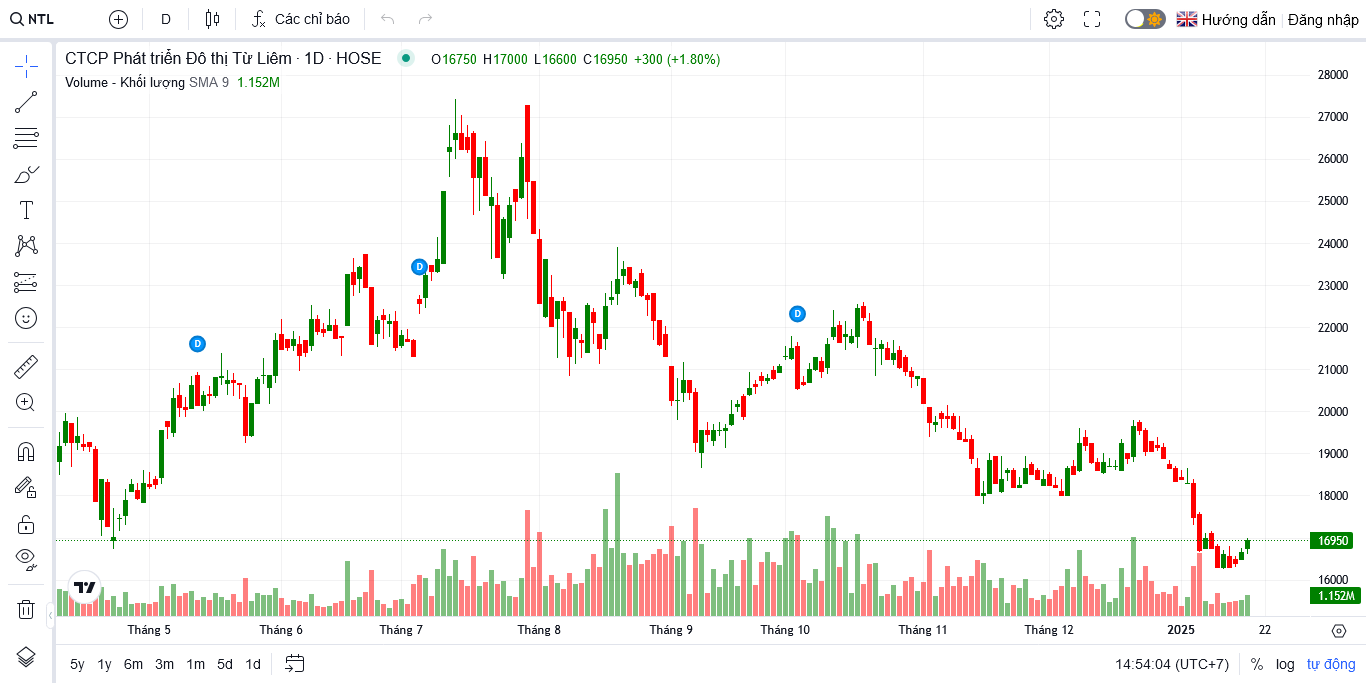 NTL D Các chỉ báo Hướng dẫn Đăng nhập
CTCP Phát triển Đô thị Từ Liêm · 1D · HOSE O16750 H17000 L16600 C16950 +300 (+1.80%)
Volume - Khối lượng SMA 9 1.152M
28000
27000
26000
25000
24000
23000
22000
21000
20000
19000
18000
16950
16000
1.152M
D
D
D
Tháng 5 Tháng 6 Tháng 7 Tháng 8 Tháng 9 Tháng 10 Tháng 11 Tháng 12 2025 22
5y 1y 6m 3m 1m 5d 1d 14:54:04 (UTC+7) % log tự động